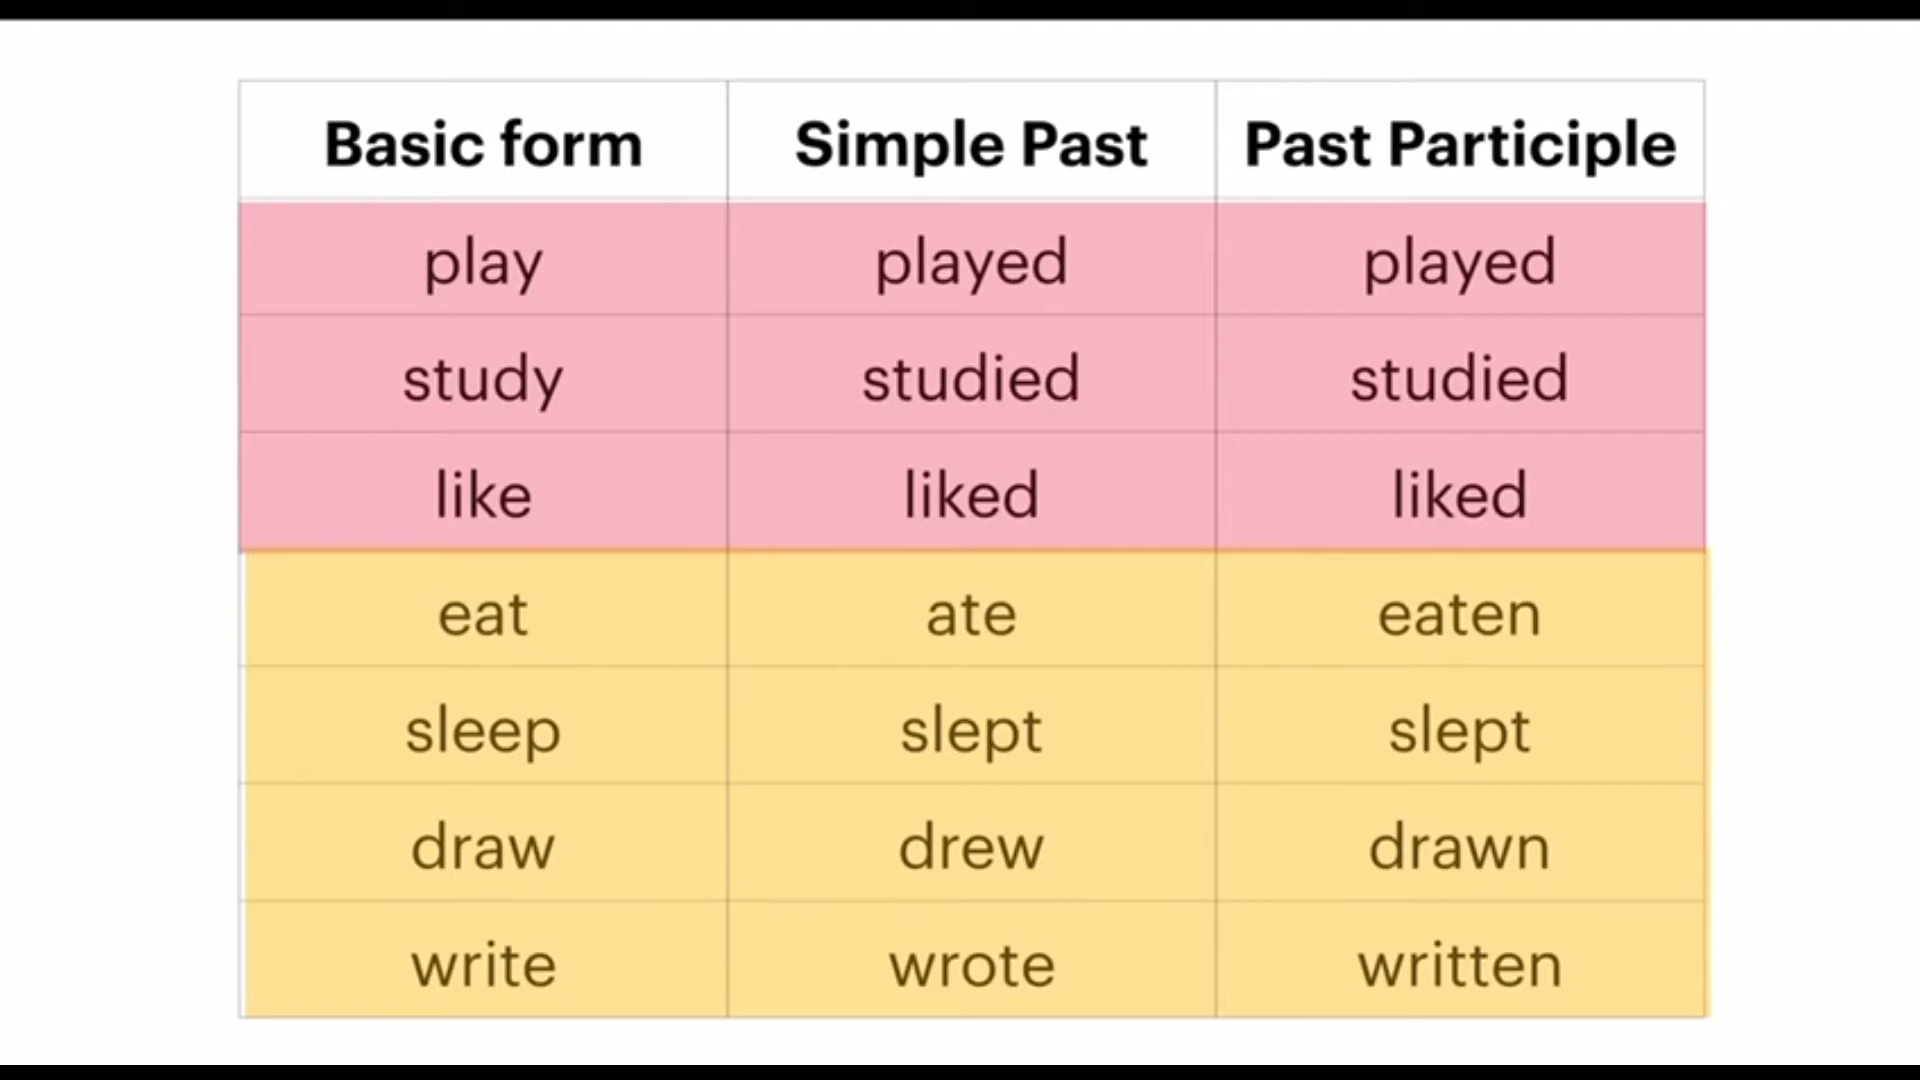 Basic form Simple Past Past Participle
play played played
study studied studied
like liked liked
eat ate eaten
sleep slept slept
draw drew drawn
write wrote written